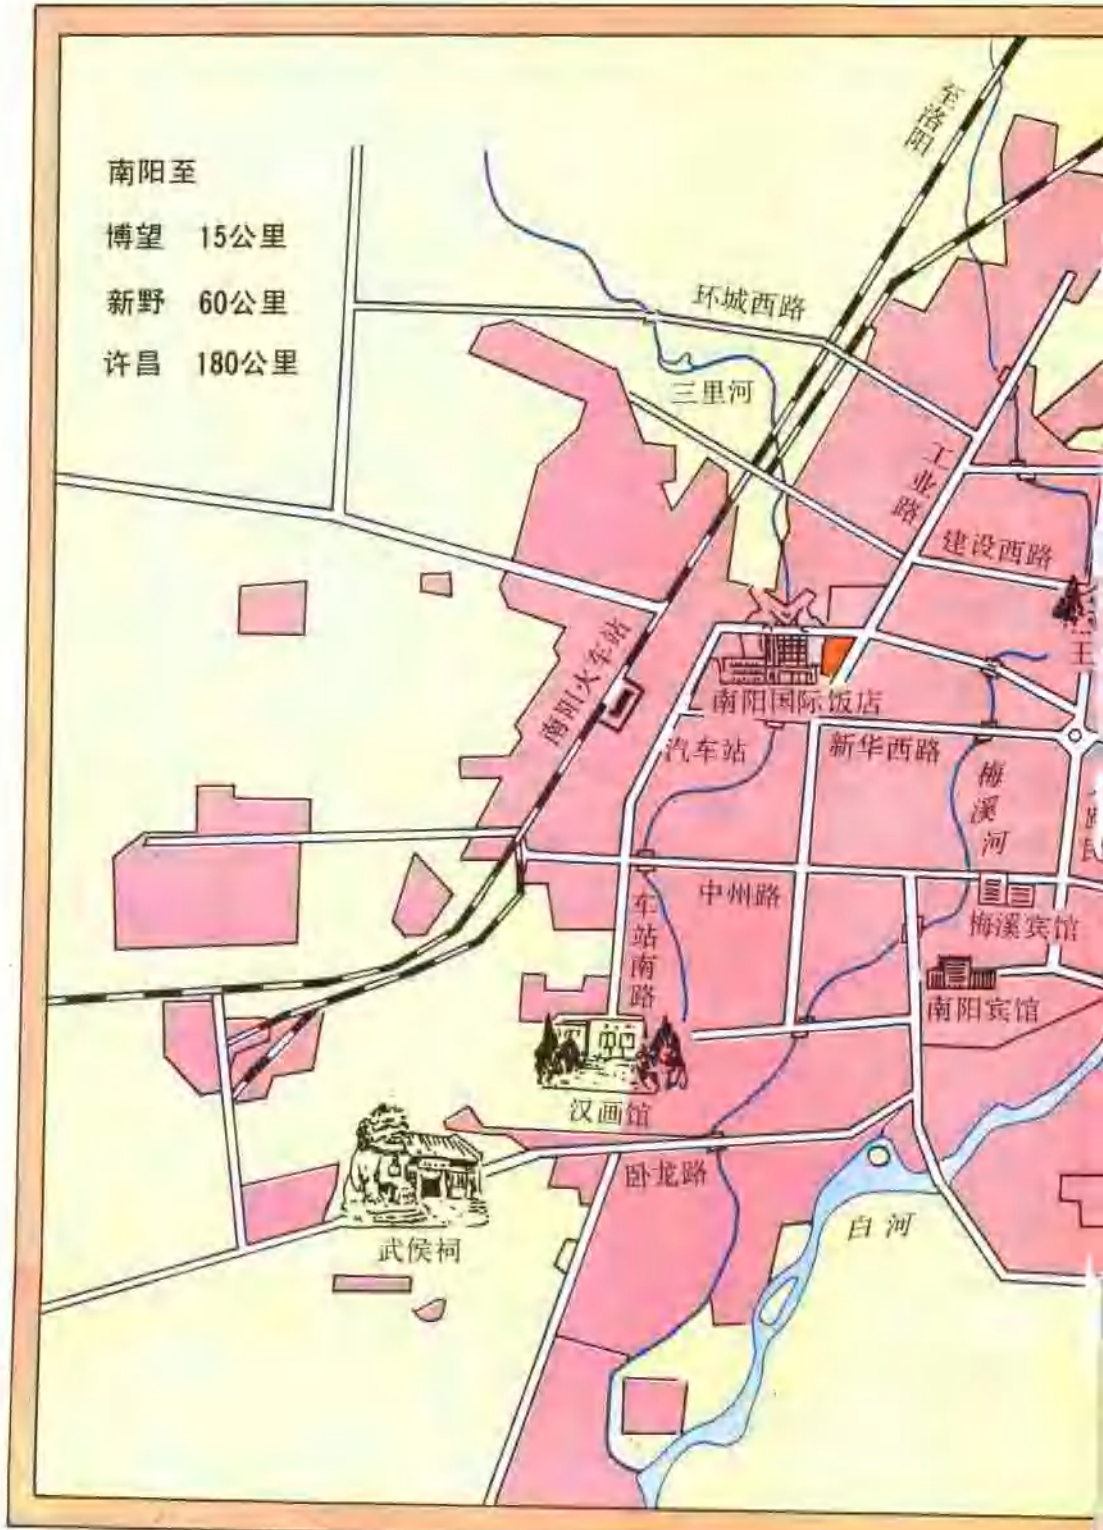 南阳至
博望 15公里
新野 60公里
许昌 180公里
至洛阳
环城西路
三里河
工业路
建设西路
南阳火车站
王
南阳国际饭店
汽车站
新华西路
梅溪河
中州路
车站南路
梅溪宾馆
南阳宾馆
汉画馆
卧龙路
武侯祠
白河